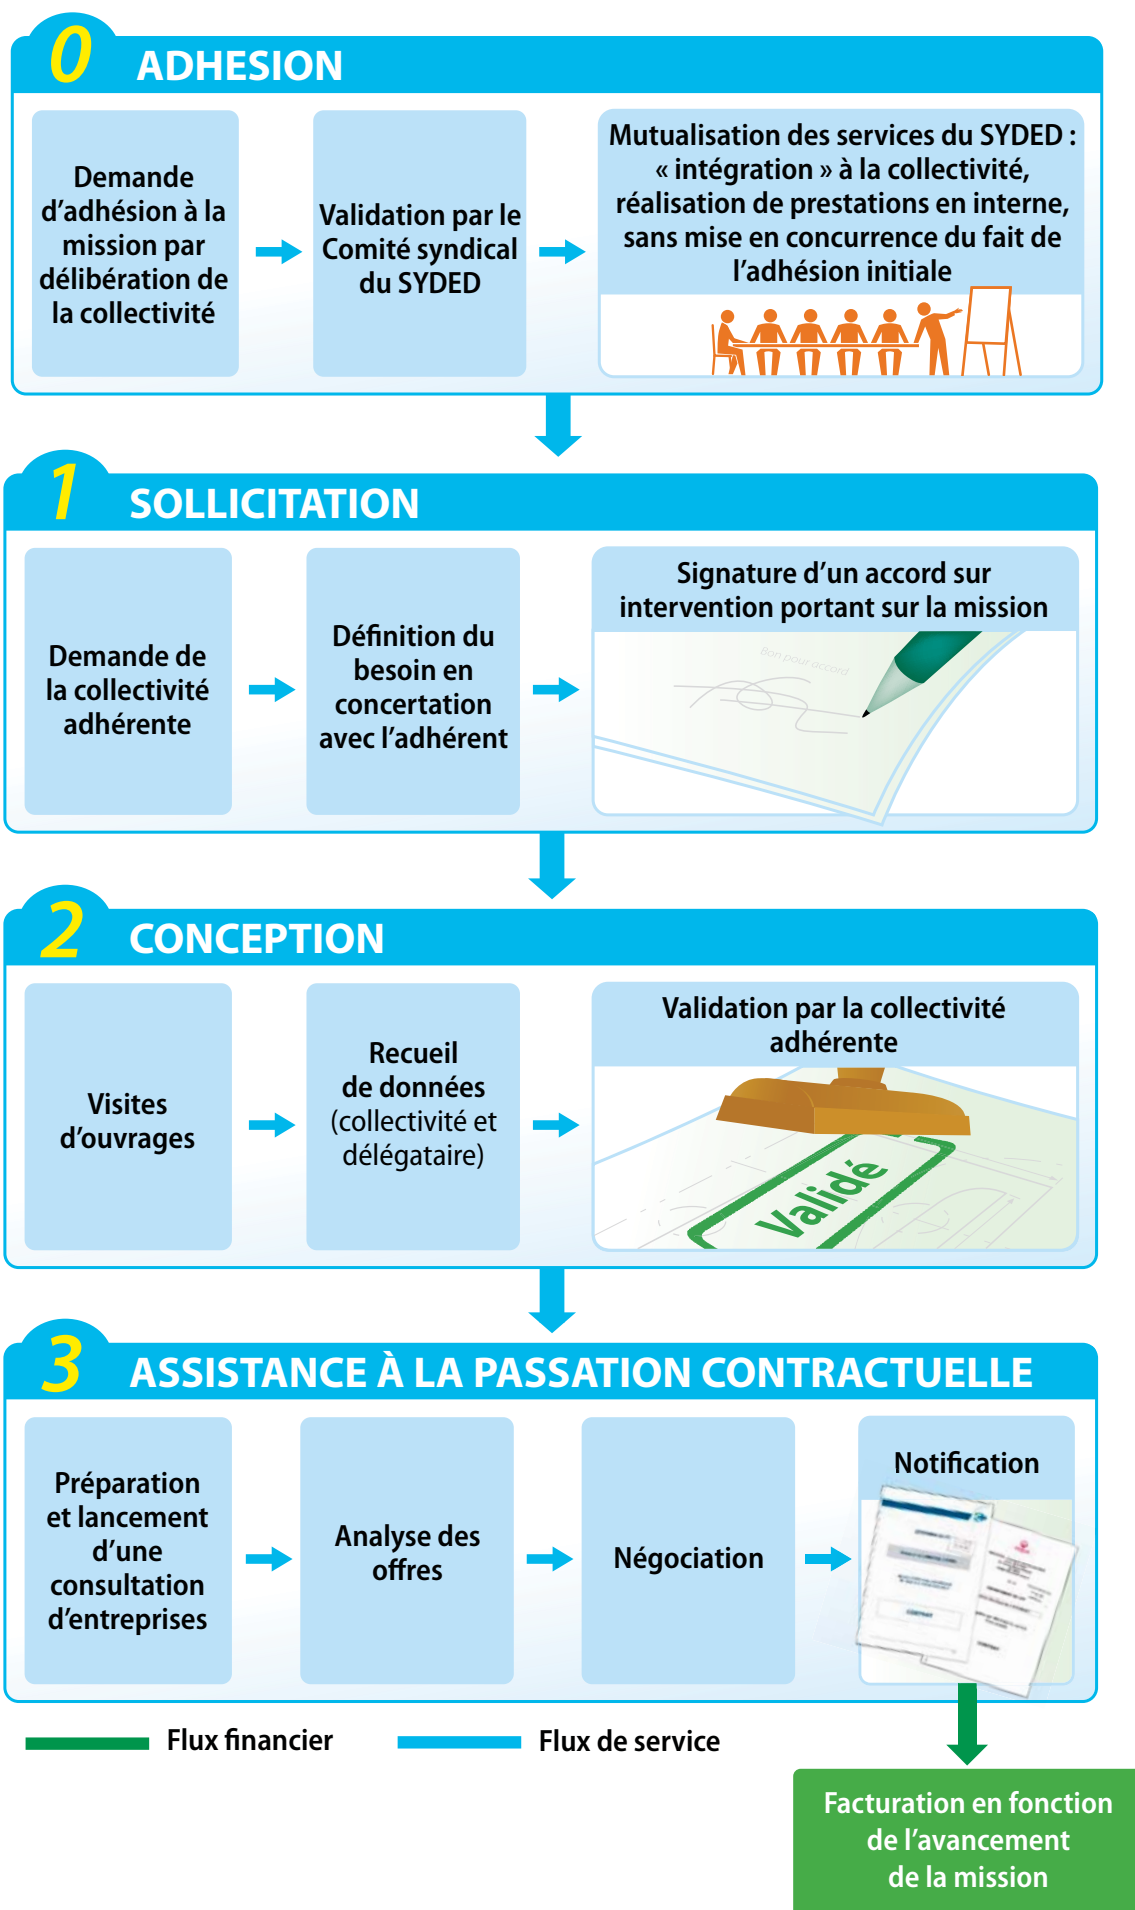 0
ADHESION
Demande
d’adhésion à la
mission par
délibération de
la collectivité
Validation par le
Comité syndical
du SYDED
Mutualisation des services du SYDED :
« intégration » à la collectivité,
réalisation de prestations en interne,
sans mise en concurrence du fait de
l’adhésion initiale
1
SOLLICITATION
Demande de
la collectivité
adhérente
Définition du
besoin en
concertation
avec l’adhérent
Signature d’un accord sur
intervention portant sur la mission
Bon pour accord
2
CONCEPTION
Visites
d’ouvrages
Recueil
de données
(collectivité et
délégataire)
Validation par la collectivité
adhérente
Validé
3
ASSISTANCE À LA PASSATION CONTRACTUELLE
Préparation
et lancement
d’une
consultation
d’entreprises
Analyse des
offres
Négociation
Notification
CONTRAT
CONTRAT
Flux financier
Flux de service
Facturation en fonction
de l’avancement
de la mission